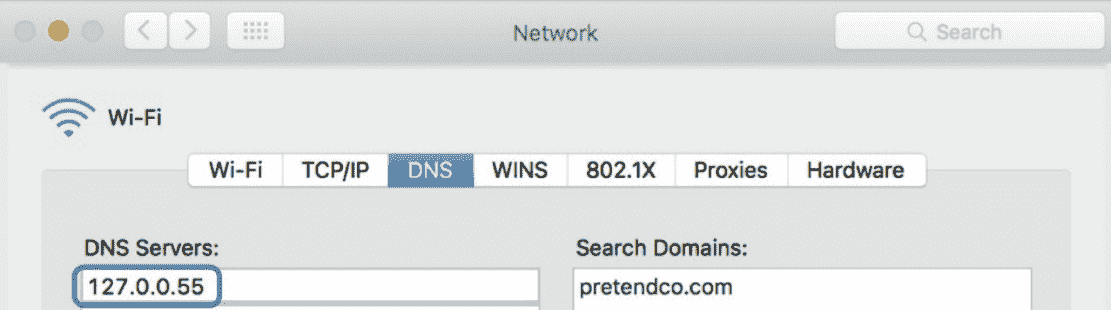 Network
Search
Wi-Fi
Wi-Fi TCP/IP DNS WINS 802.1X Proxies Hardware
DNS Servers: Search Domains:
127.0.0.55 pretendco.com